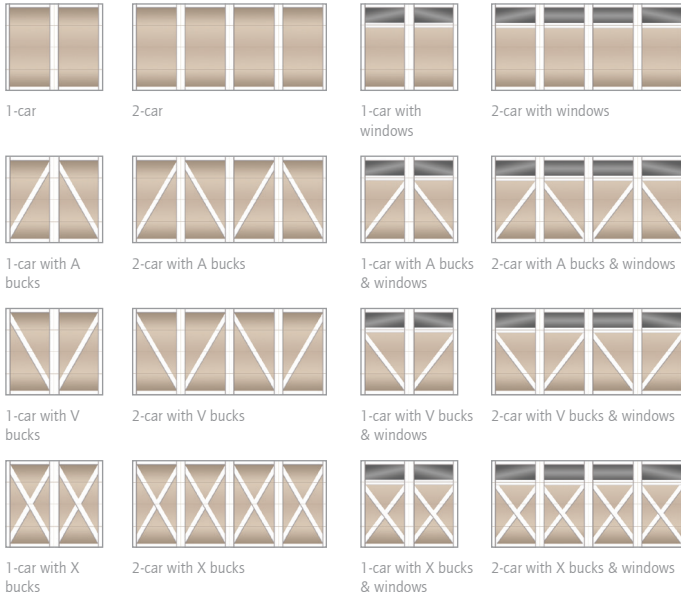 1-car
2-car
1-car with
windows
2-car with windows
1-car with A
bucks
2-car with A bucks
1-car with A bucks
& windows
2-car with A bucks & windows
1-car with V
bucks
2-car with V bucks
1-car with V bucks
& windows
2-car with V bucks & windows
1-car with X
bucks
2-car with X bucks
1-car with X bucks
& windows
2-car with X bucks & windows